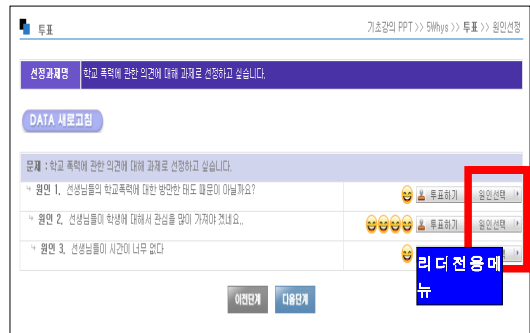 투표
기초강의 PPT >> 5Whys >> 투표 >> 원인선정
선정과제명 학교 폭력에 관한 의견에 대해 과제로 선정하고 싶습니다.
DATA 새로고침
문제 : 학교 폭력에 관한 의견에 대해 과제로 선정하고 싶습니다.
원인 1, 선생님들의 학교폭력에 대한 방만한 태도 때문이 아닐까요? 투표하기 원인선택
원인 2, 선생님들이 학생에 대해서 관심을 많이 가져야 겠네요.. 투표하기 원인선택
원인 3, 선생님들이 시간이 너무 없다
리더전용메
뉴
이전단계 다음단계